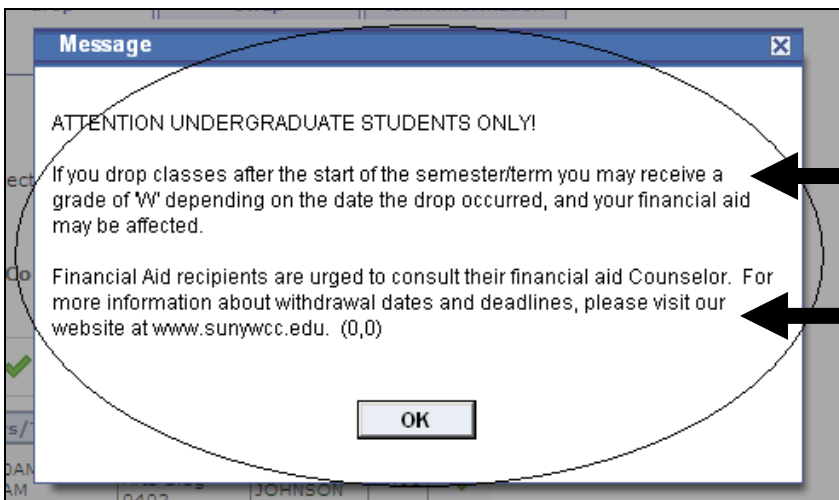 Message
ATTENTION UNDERGRADUATE STUDENTS ONLY!
If you drop classes after the start of the semester/term you may receive a
grade of 'W' depending on the date the drop occurred, and your financial aid
may be affected.
Financial Aid recipients are urged to consult their financial aid Counselor.  For
more information about withdrawal dates and deadlines, please visit our
website at www.sunywcc.edu.  (0,0)
OK
JOHNSON